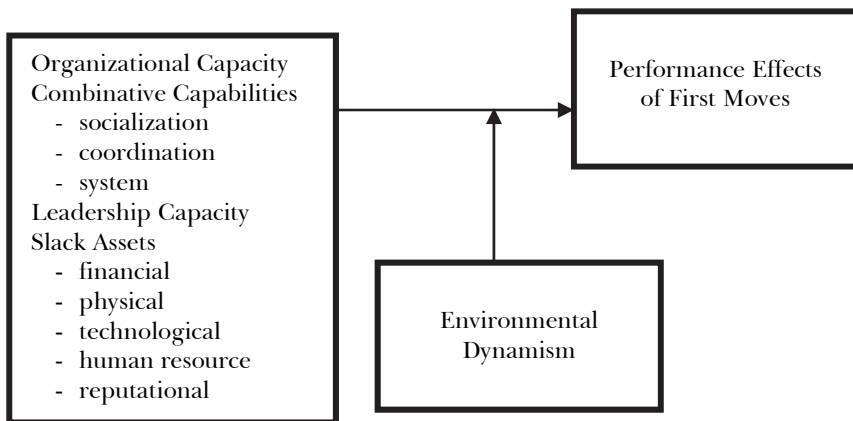 Organizational Capacity
Combinative Capabilities
- socialization
- coordination
- system
Leadership Capacity
Slack Assets
- financial
- physical
- technological
- human resource
- reputational
Performance Effects
of First Moves
Environmental
Dynamism